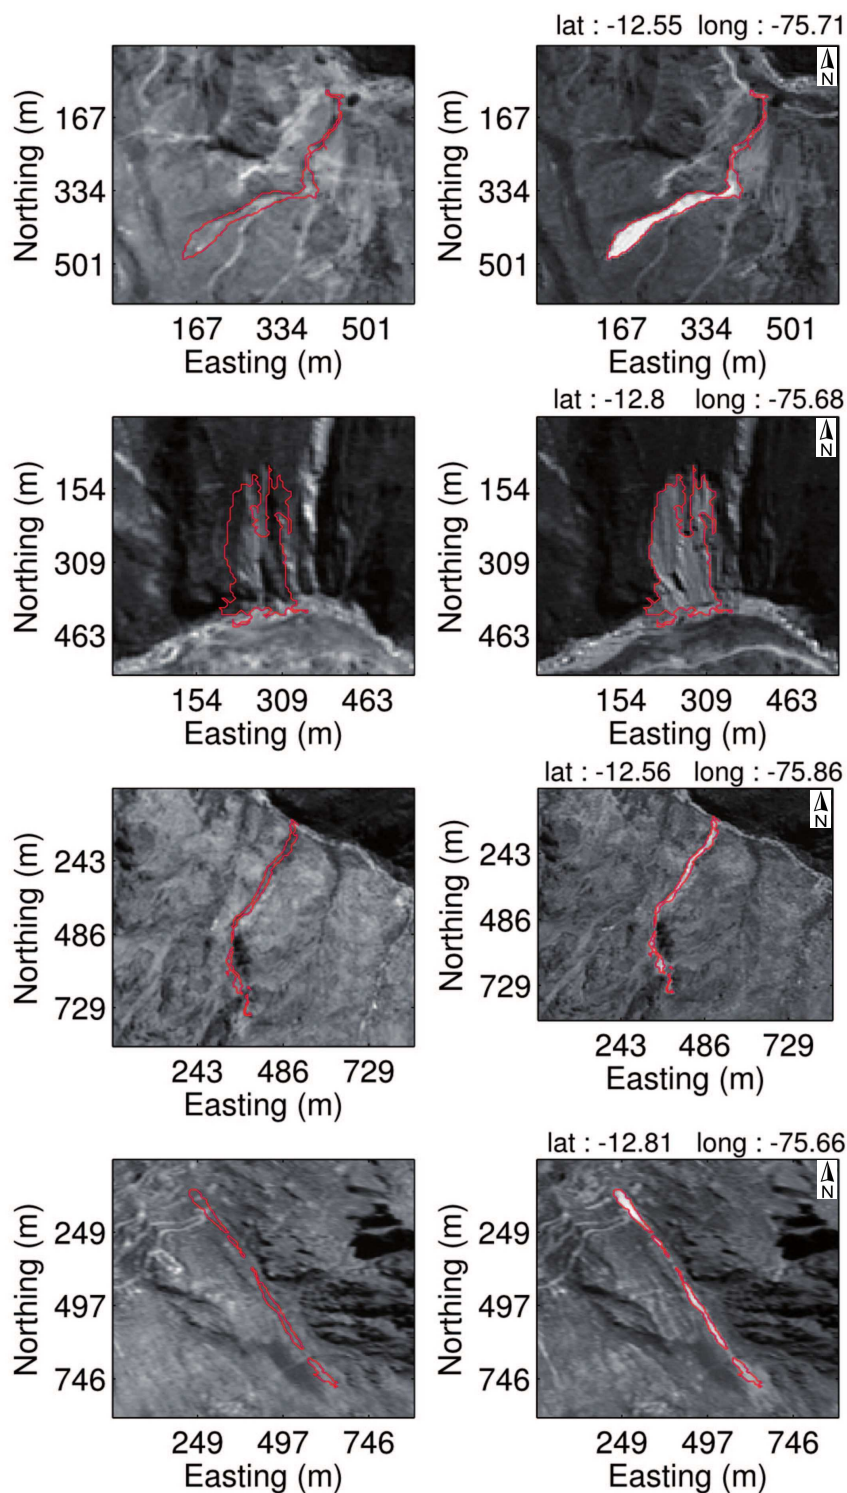 lat : -12.55 long : -75.71
N
Northing (m)
167
334
501
167 334 501
Easting (m)
Northing (m)
167
334
501
167 334 501
Easting (m)
lat : -12.8 long : -75.68
N
Northing (m)
154
309
463
154 309 463
Easting (m)
Northing (m)
154
309
463
154 309 463
Easting (m)
lat : -12.56 long : -75.86
N
Northing (m)
243
486
729
243 486 729
Easting (m)
Northing (m)
243
486
729
243 486 729
Easting (m)
lat : -12.81 long : -75.66
N
Northing (m)
249
497
746
249 497 746
Easting (m)
Northing (m)
249
497
746
249 497 746
Easting (m)